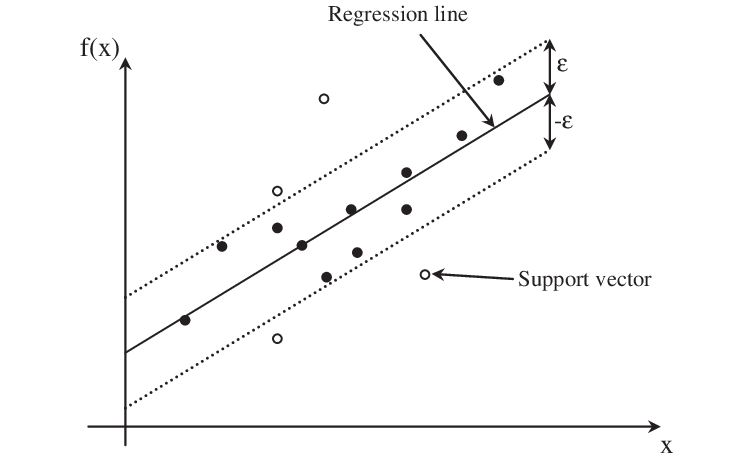 Regression line
f(x)
ε
-ε
Support vector
x